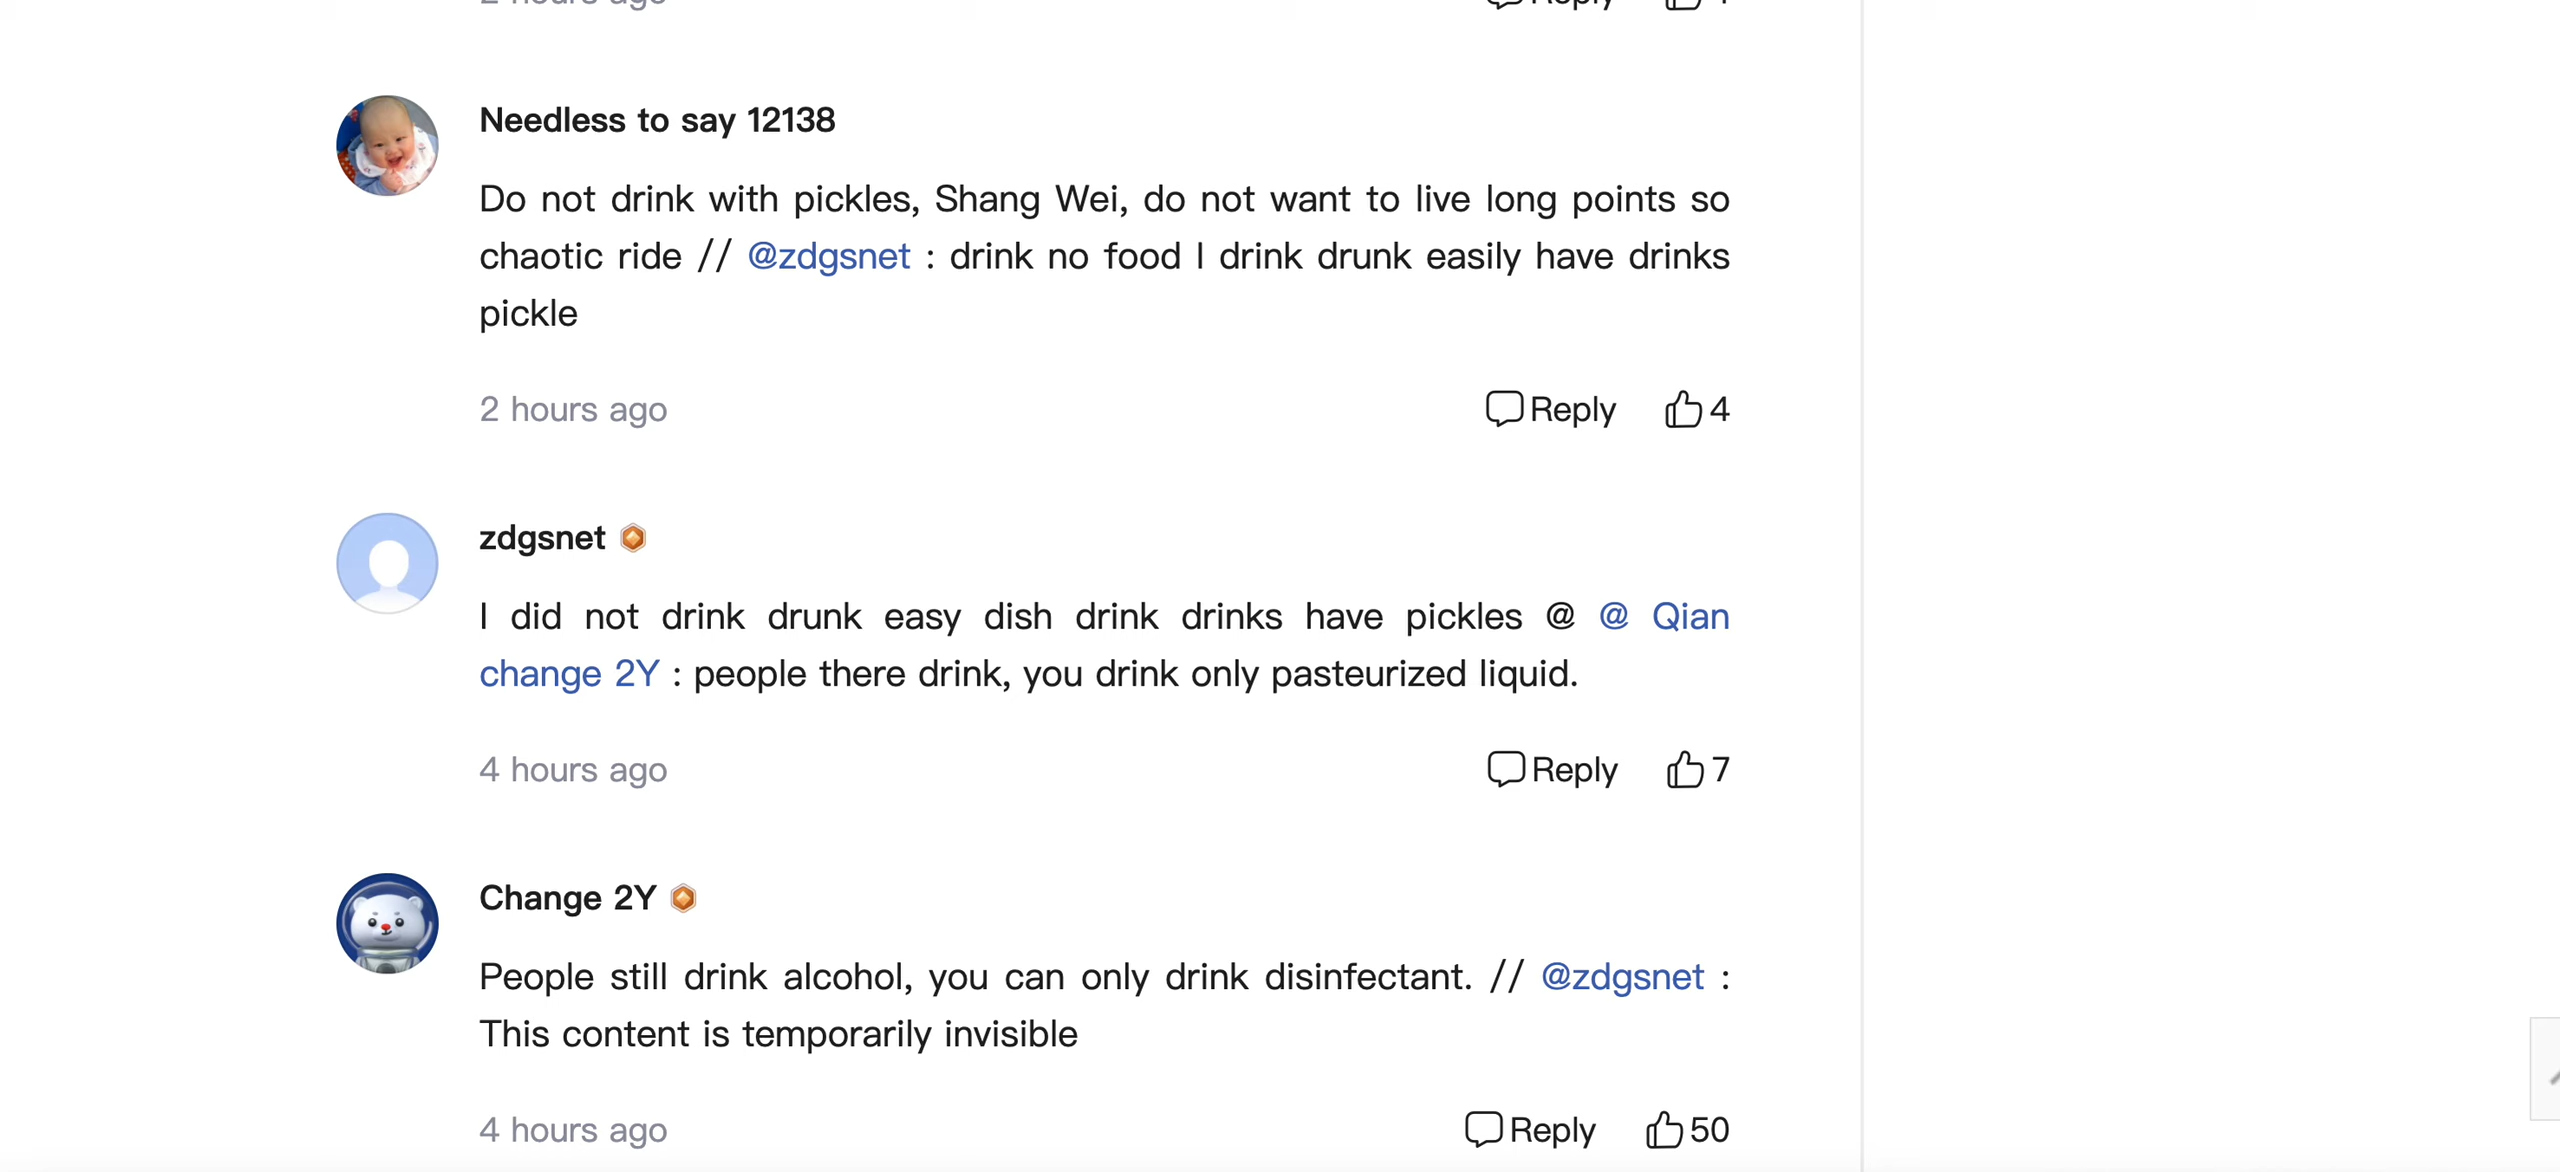 2 hours ago Reply
Needless to say 12138
Do not drink with pickles, Shang Wei, do not want to live long points so
chaotic ride // @zdgsnet : drink no food I drink drunk easily have drinks
pickle
2 hours ago Reply 4
zdgsnet
I did not drink drunk easy dish drink drinks have pickles @ @ Qian
change 2Y : people there drink, you drink only pasteurized liquid.
4 hours ago Reply 7
Change 2Y
People still drink alcohol, you can only drink disinfectant. // @zdgsnet :
This content is temporarily invisible
4 hours ago Reply 50